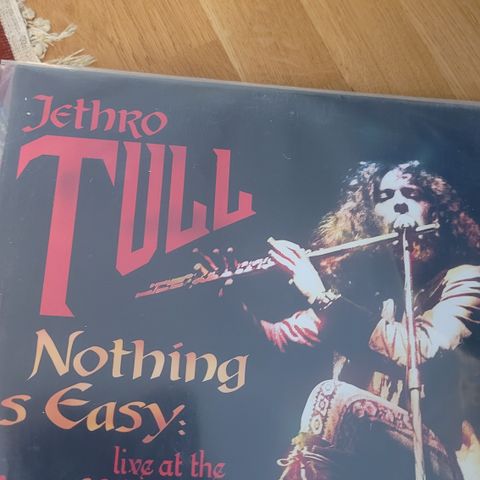 Jethro
TULL
Nothing
s Easy:
live at the